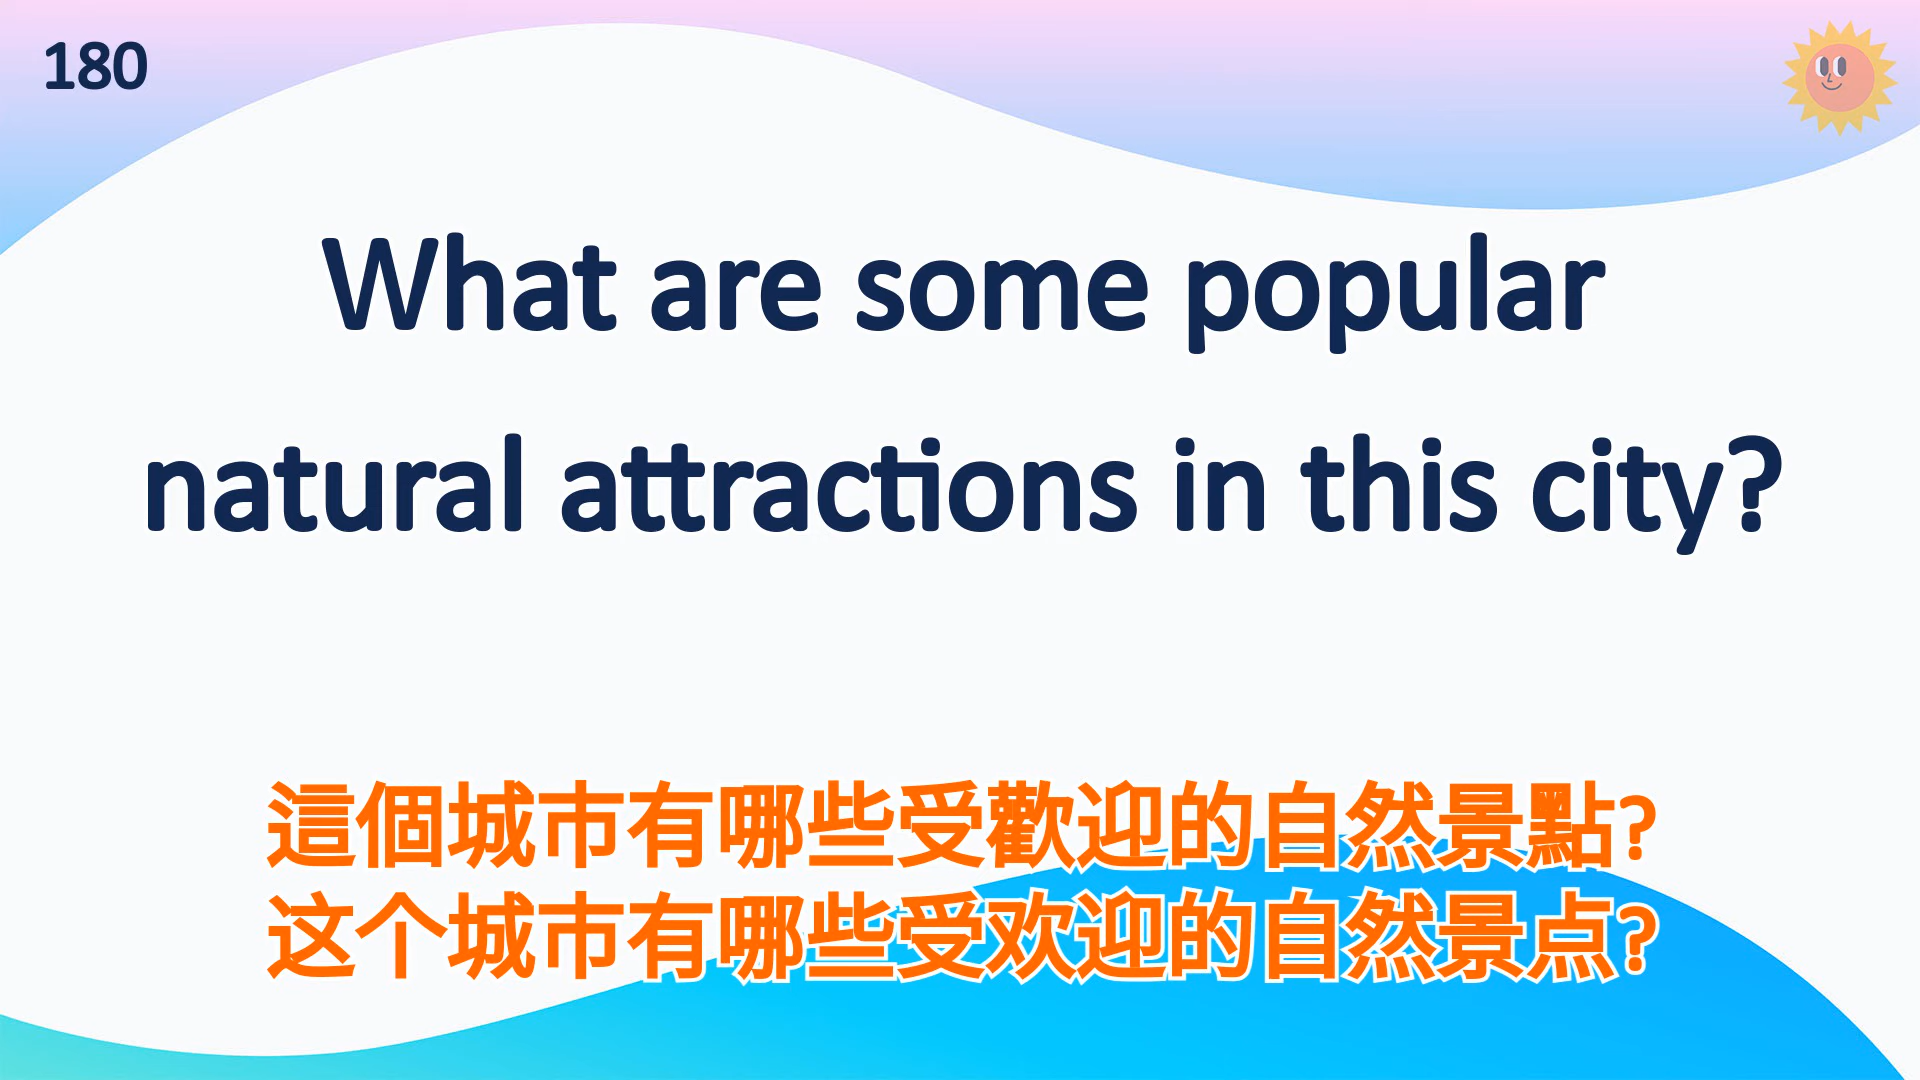 180
What are some popular
natural attractions in this city?
這個城市有哪些受歡迎的自然景點?
这个城市有哪些受欢迎的自然景点?